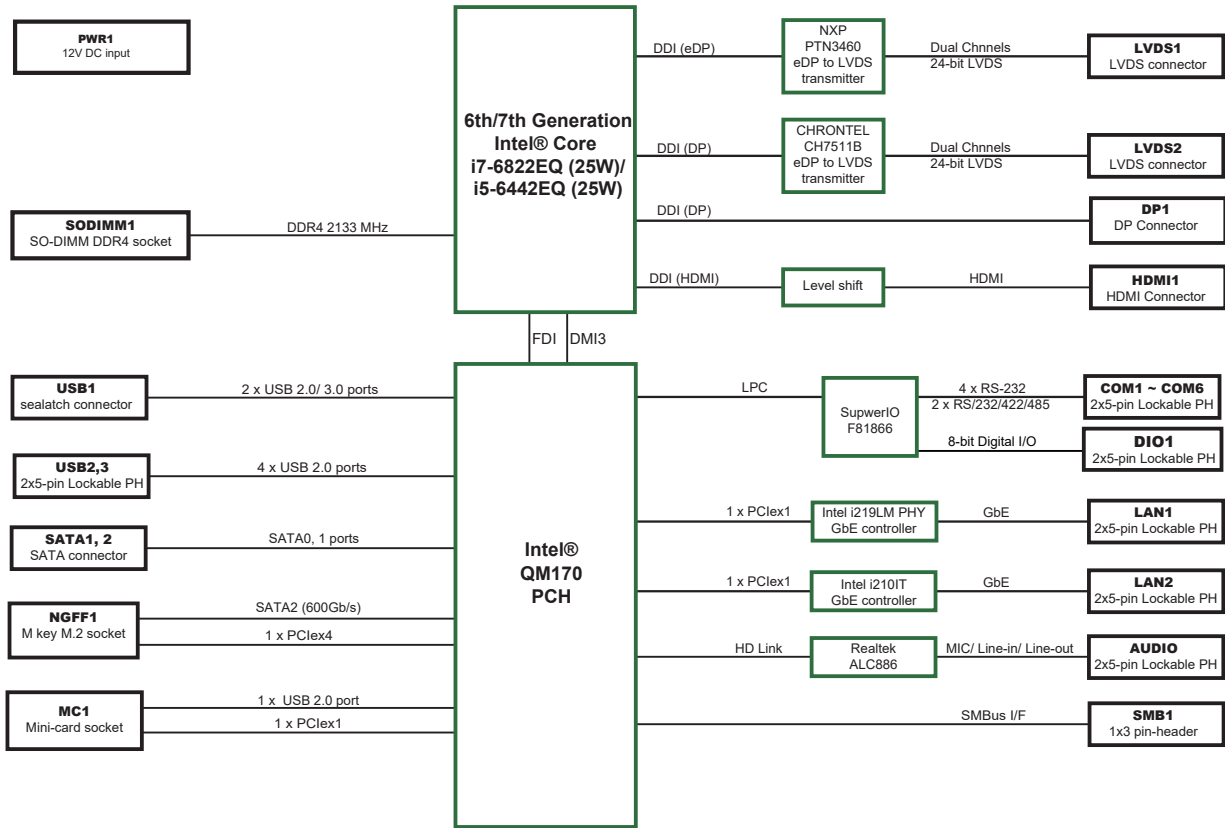 PWR1
12V DC input
6th/7th Generation
Intel® Core
i7-6822EQ (25W)/
i5-6442EQ (25W)
DDI (eDP)
NXP
PTN3460
eDP to LVDS
transmitter
Dual Chnnels
24-bit LVDS
LVDS1
LVDS connector
DDI (DP)
CHRONTEL
CH7511B
eDP to LVDS
transmitter
Dual Chnnels
24-bit LVDS
LVDS2
LVDS connector
DDI (DP)
DP1
DP Connector
SODIMM1
SO-DIMM DDR4 socket
DDR4 2133 MHz
DDI (HDMI)
Level shift
HDMI
HDMI1
HDMI Connector
FDI
DMI3
USB1
sealatch connector
2 x USB 2.0/ 3.0 ports
USB2,3
2x5-pin Lockable PH
4 x USB 2.0 ports
SATA1, 2
SATA connector
SATA0, 1 ports
NGFF1
M key M.2 socket
SATA2 (600Gb/s)
1 x PCIex4
MC1
Mini-card socket
1 x  USB 2.0 port
1 x PCIex1
Intel®
QM170
PCH
LPC
SupwerIO
F81866
4 x RS-232
2 x RS/232/422/485
COM1 ~ COM6
2x5-pin Lockable PH
8-bit Digital I/O
DIO1
2x5-pin Lockable PH
1 x PCIex1
Intel i219LM PHY
GbE controller
GbE
LAN1
2x5-pin Lockable PH
1 x PCIex1
Intel i210IT
GbE controller
GbE
LAN2
2x5-pin Lockable PH
HD Link
Realtek
ALC886
MIC/ Line-in/ Line-out
AUDIO
2x5-pin Lockable PH
SMBus I/F
SMB1
1x3 pin-header